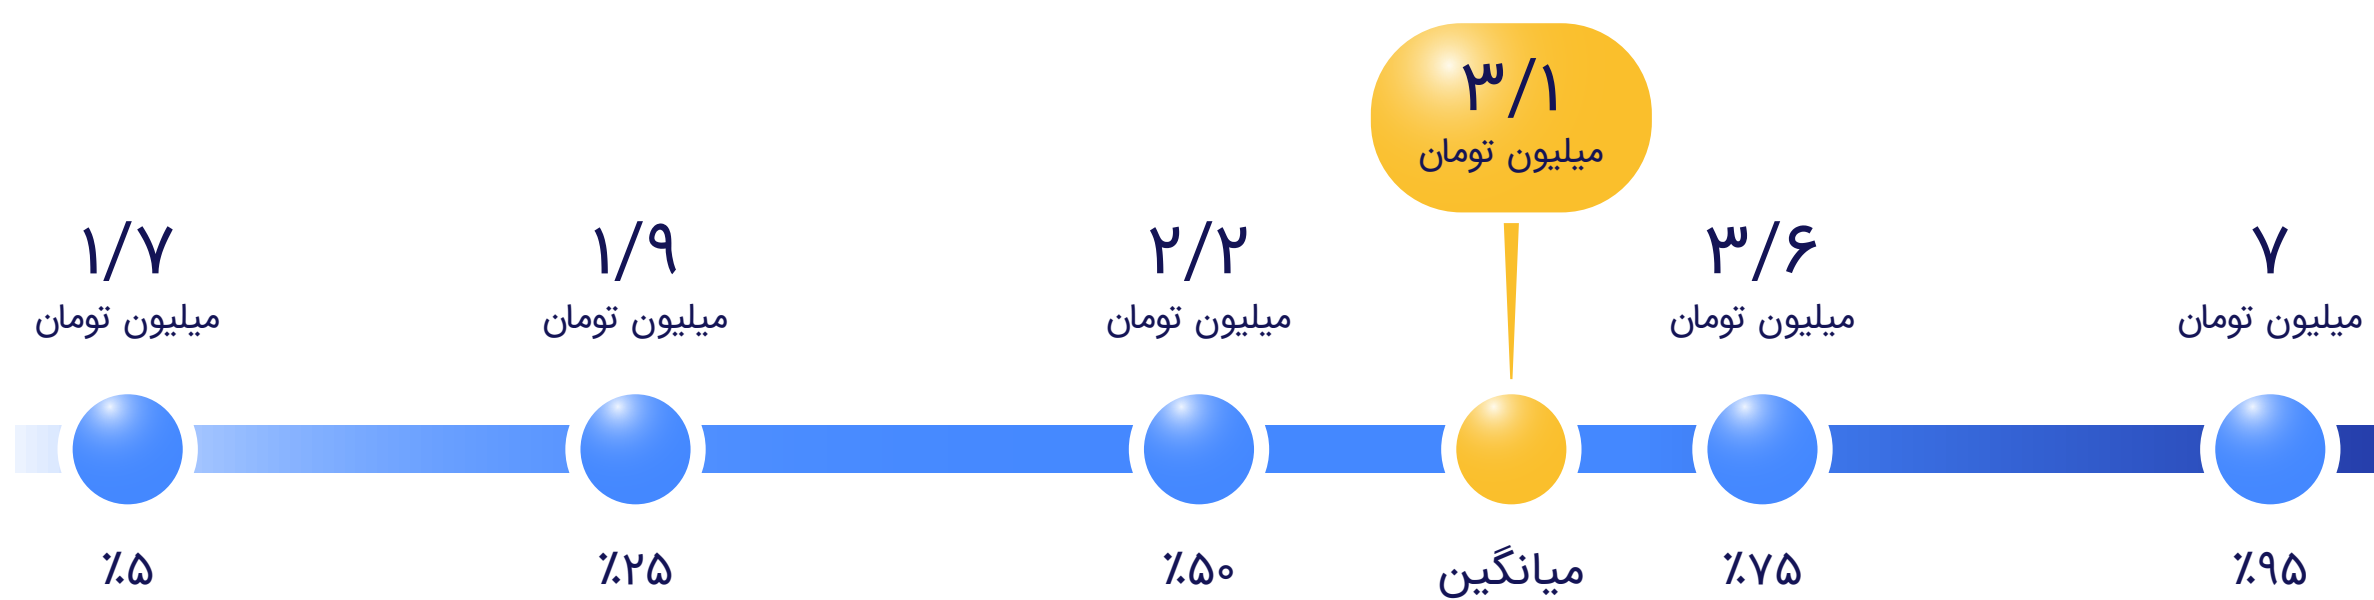 ۳/۱
میلیون تومان
۱/۷
میلیون تومان
۱/۹
میلیون تومان
۲/۲
میلیون تومان
۳/۶
میلیون تومان
۷
میلیون تومان
٪۵
٪۲۵
٪۵۰
میانگین
٪۷۵
٪۹۵